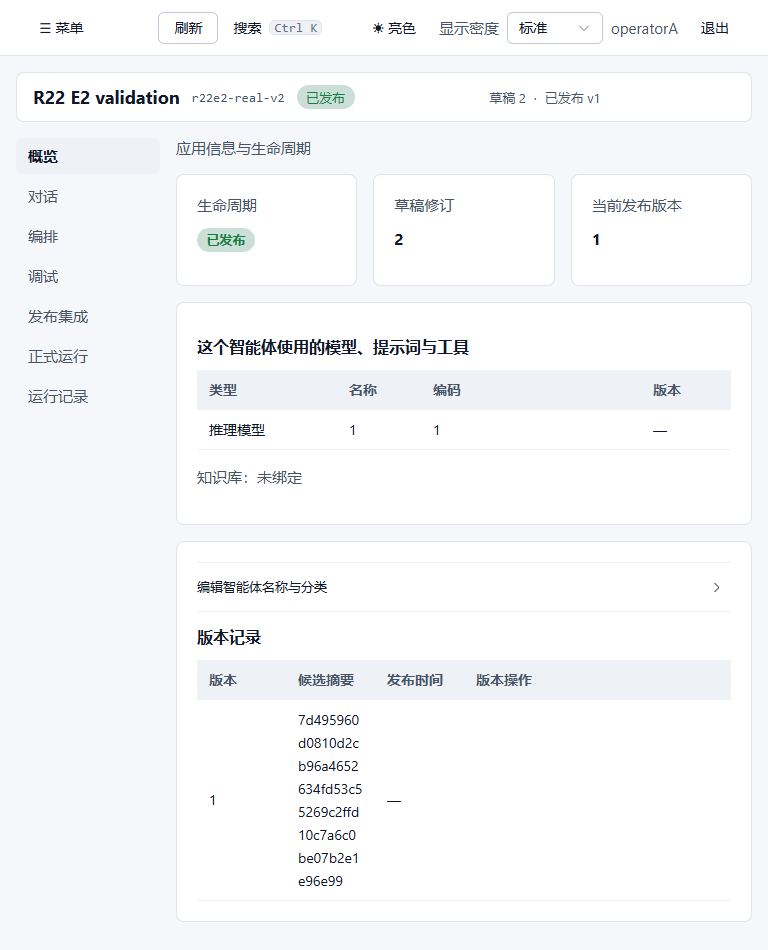 ☰ 菜单 刷新 搜索 Ctrl K ☀ 亮色 显示密度 标准 operatorA 退出
R22 E2 validation r22e2-real-v2 已发布 草稿 2 · 已发布 v1
概览
对话
编排
调试
发布集成
正式运行
运行记录
应用信息与生命周期
生命周期
已发布
草稿修订
2
当前发布版本
1
这个智能体使用的模型、提示词与工具
类型 名称 编码 版本
推理模型 1 1 —
知识库：未绑定
编辑智能体名称与分类
版本记录
版本 候选摘要 发布时间 版本操作
1
7d495960
d0810d2c
b96a4652
634fd53c5
5269c2ffd
10c7a6c0
be07b2e1
e96e99
—